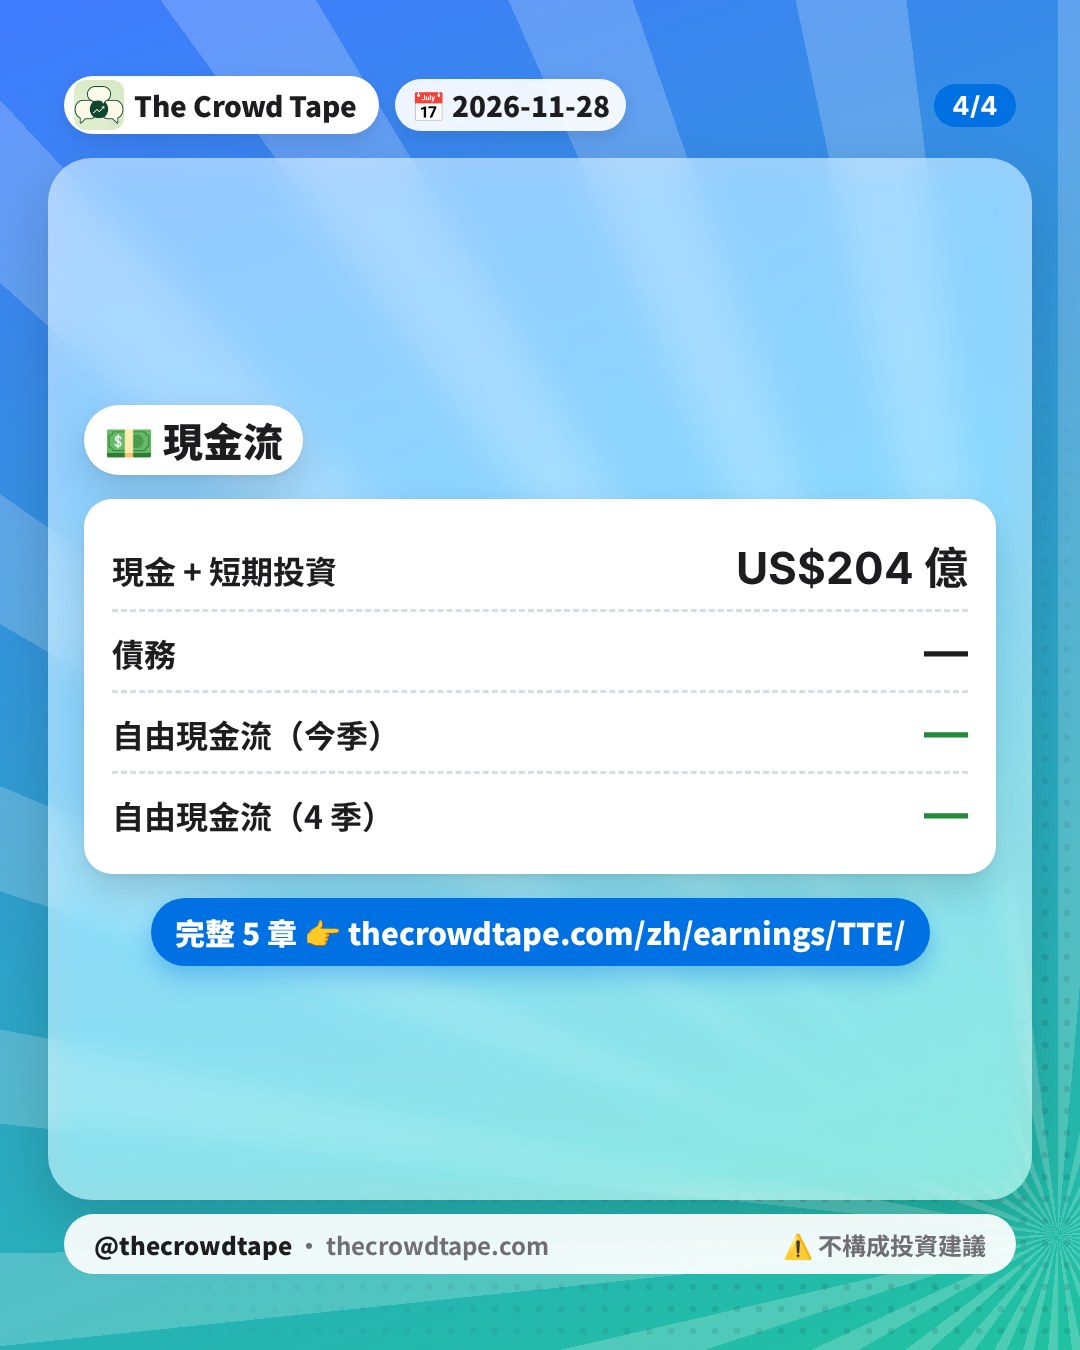 The Crowd Tape
📅 2026-11-28
4/4
💵 現金流
現金 + 短期投資 US$204 億
債務 —
自由現金流（今季） —
自由現金流（4 季） —
完整 5 章 👉 thecrowdtape.com/zh/earnings/TTE/
@thecrowdtape · thecrowdtape.com
⚠️ 不構成投資建議